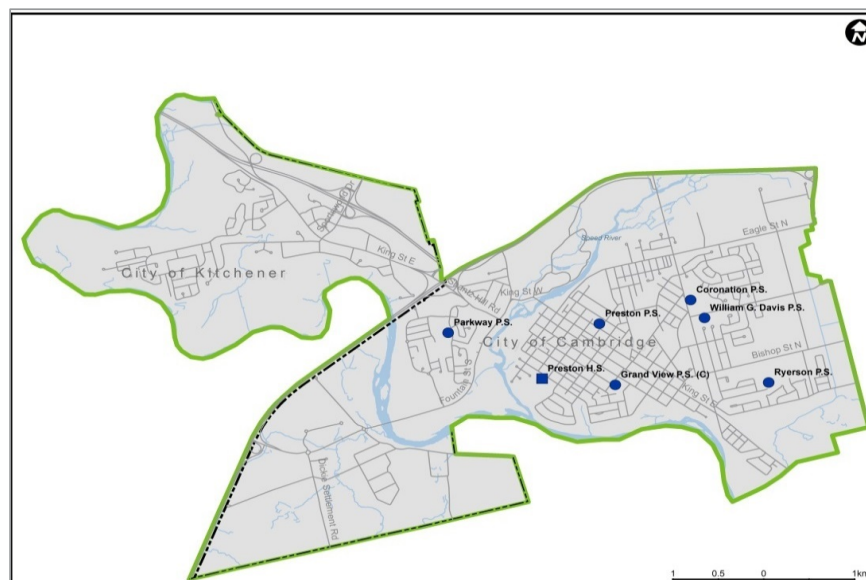 N
Speed River
Eagle St N
City of Kitchener
King St E
King St W
Coronation P.S.
William G. Davis P.S.
Parkway P.S.
Preston P.S.
City of Cambridge
Bishop St N
Preston H.S.
Grand View P.S. (C)
Ryerson P.S.
King St E
Fountain St S
Dickie Settlement Rd
1 0.5 0 1km